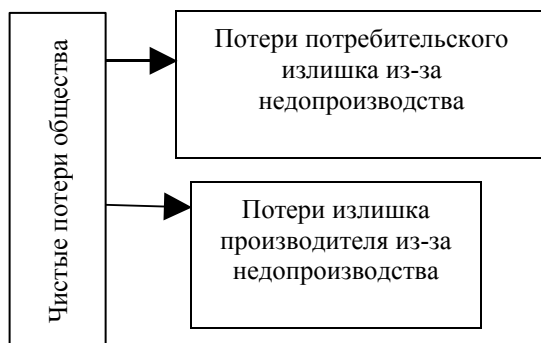 Чистые потери общества
Потери потребительского
излишка из-за
недопроизводства
Потери излишка
производителя из-за
недопроизводства